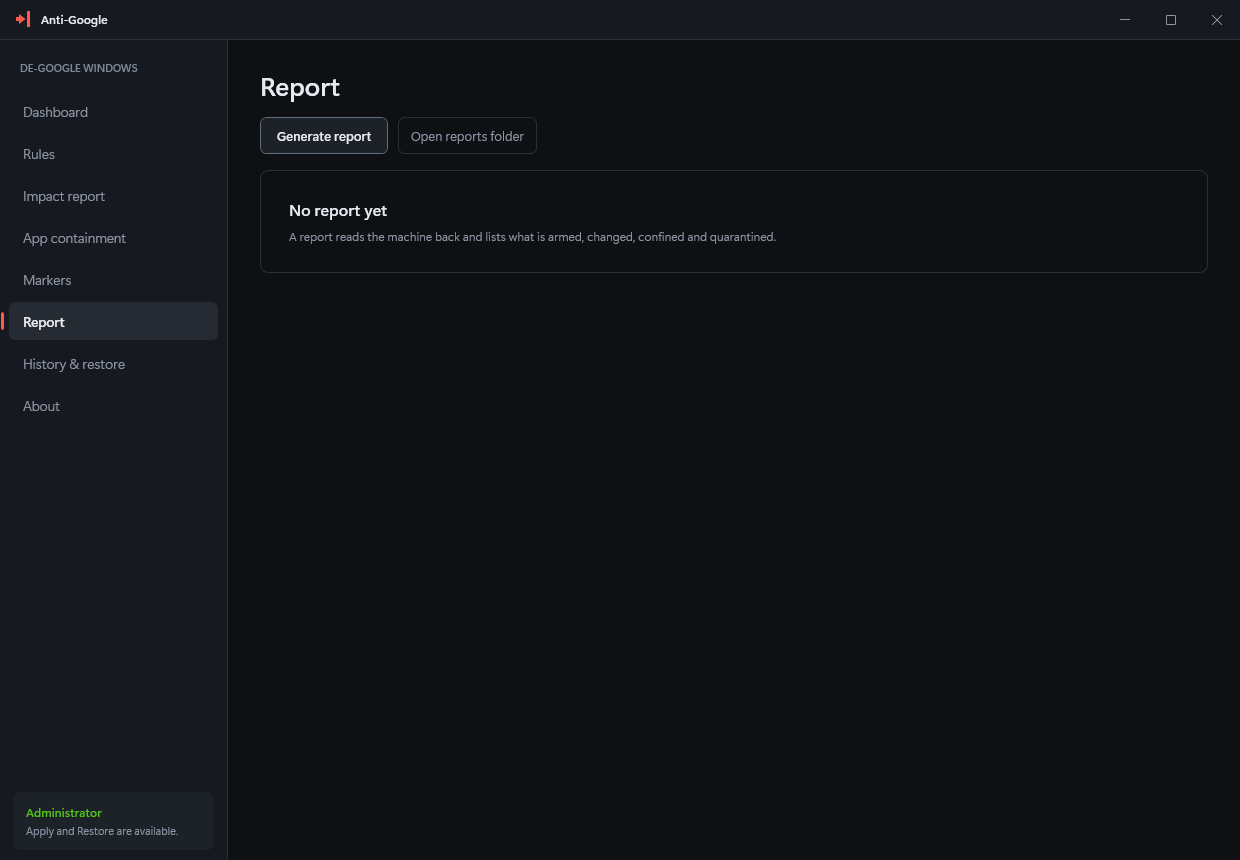 Anti-Google
DE-GOOGLE WINDOWS
Dashboard
Rules
Impact report
App containment
Markers
Report
History & restore
About
Administrator
Apply and Restore are available.
Report
Generate report
Open reports folder
No report yet
A report reads the machine back and lists what is armed, changed, confined and quarantined.